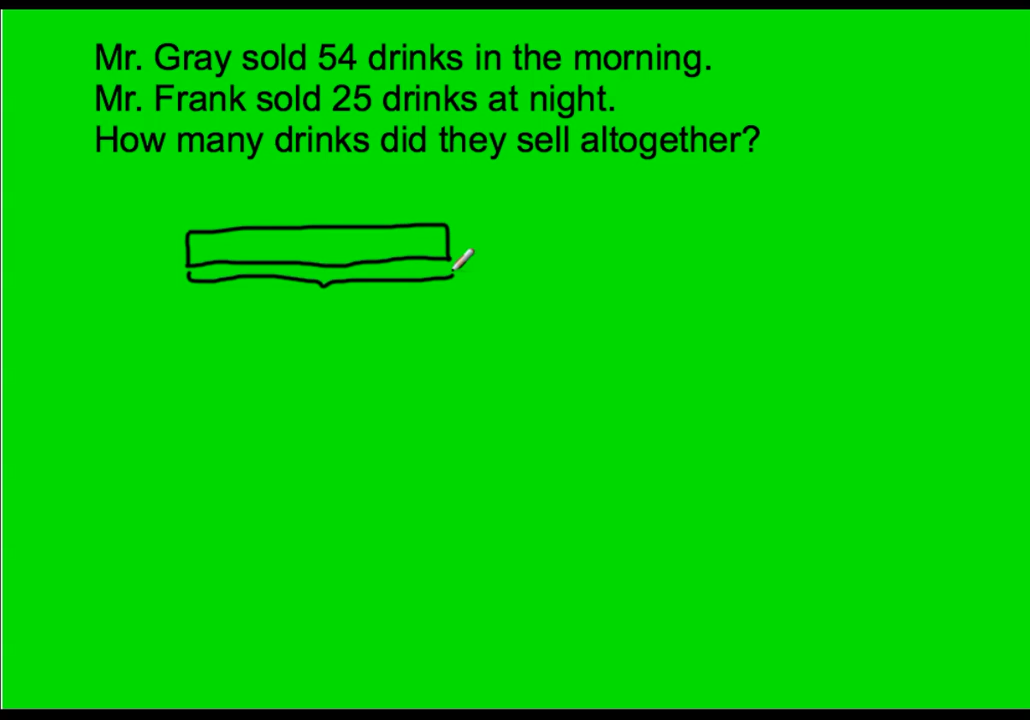 Mr. Gray sold 54 drinks in the morning.
Mr. Frank sold 25 drinks at night.
How many drinks did they sell altogether?